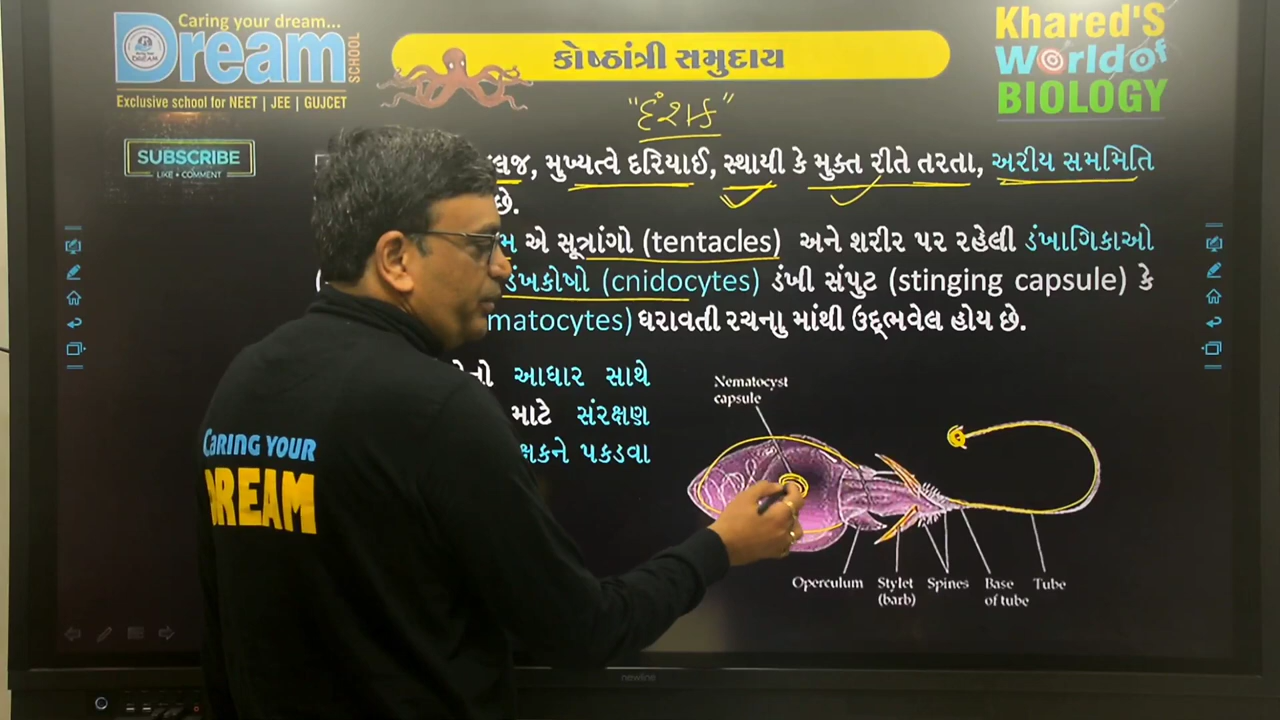 Caring your dream...
Dream SCHOOL
Exclusive school for NEET | JEE | GUJCET
કોષ્ઠાંત્રી સમુદાય
Khared'S
World of
BIOLOGY
"દંશક"
SUBSCRIBE
LIKE • COMMENT
મુખ્યત્વે દરિયાઈ, સ્થાયી કે મુક્ત રીતે તરતા, અરીય સમમિતિ
છે.
એ સૂત્રાંગો (tentacles) અને શરીર પર રહેલી ડંખાગિકાઓ
ડંખકોષો (cnidocytes) ડંખી સંપુટ (stinging capsule) કે
ધરાવતી રચના માંથી ઉદ્ભવેલ હોય છે.
આધાર સાથે
માટે સંરક્ષણ
પકડવા
Nematocyst
capsule
Operculum
Stylet
(barb)
Spines
Base
of tube
Tube
CARING YOUR
DREAM
newline